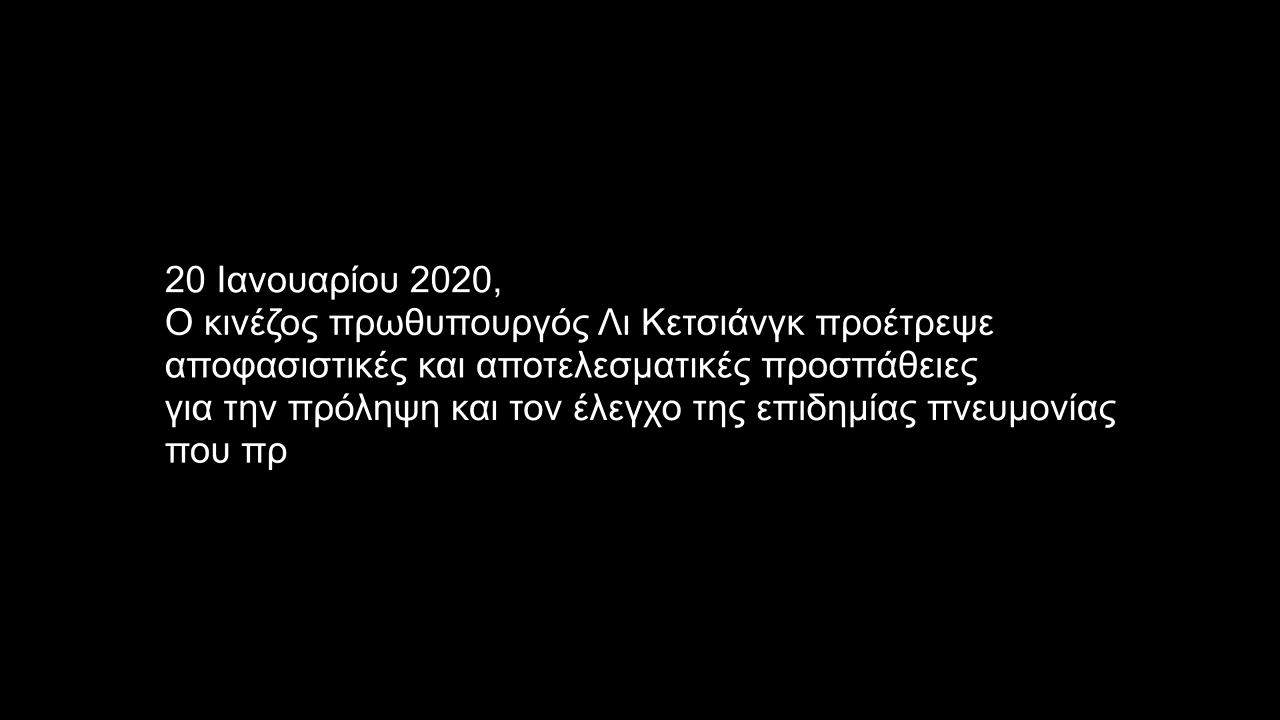 20 Ιανουαρίου 2020,
Ο κινέζος πρωθυπουργός Λι Κετσιάνγκ προέτρεψε
αποφασιστικές και αποτελεσματικές προσπάθειες
για την πρόληψη και τον έλεγχο της επιδημίας πνευμονίας
που πρ